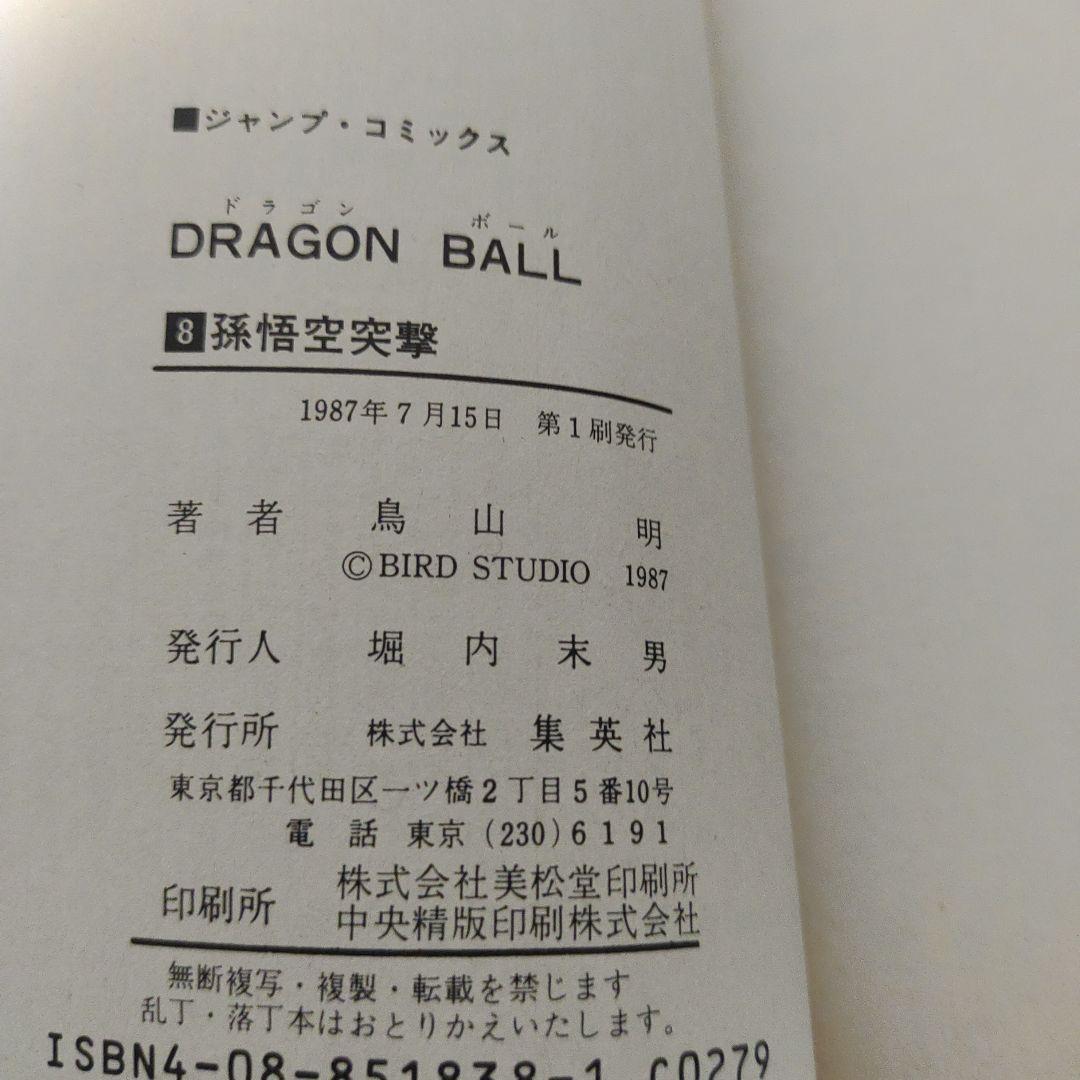 ■ジャンプ・コミックス
ドラゴン ボール
DRAGON BALL
8孫悟空突撃
1987年7月15日 第1刷発行
著者 鳥山 明
©BIRD STUDIO 1987
発行人 堀内末男
発行所 株式会社 集英社
東京都千代田区一ツ橋2丁目5番10号
電話 東京(230)6191
印刷所 株式会社美松堂印刷所
中央精版印刷株式会社
無断複写・複製・転載を禁じます
乱丁・落丁本はおとりかえいたします。
ISBN4-08-851838-1 C0279